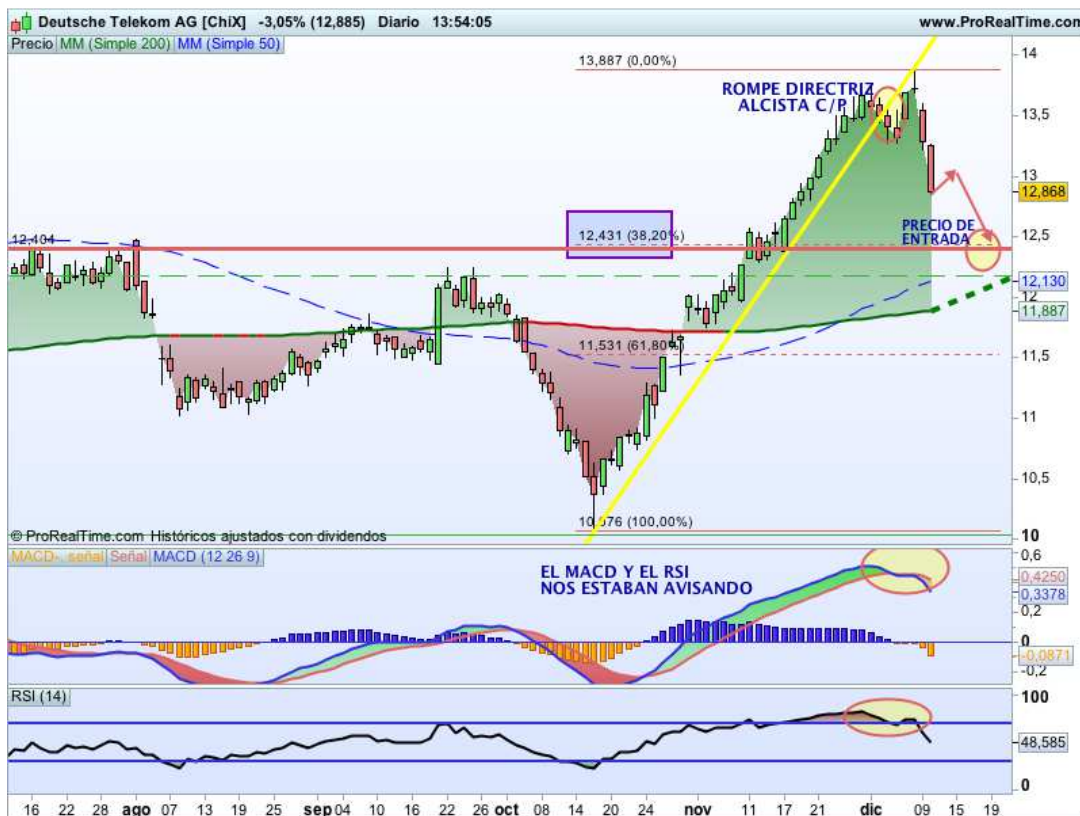 Deutsche Telekom AG [ChiX] -3,05% (12,885) Diario 13:54:05 www.ProRealTime.com
Precio MM (Simple 200) MM (Simple 50)
13,887 (0,00%)
14
ROMPE DIRECTRIZ
ALCISTA C/P
13,5
13
12,868
PRECIO DE
ENTRADA
12,404
12,431 (38,20%)
12,5
12,130
12
11,887
11,531 (61,80%)
11,5
11
10,5
10,076 (100,00%)
10
© ProRealTime.com Históricos ajustados con dividendos
MACD-, señal Señal MACD (12 26 9)
0,6
EL MACD Y EL RSI
NOS ESTABAN AVISANDO
0,4250
0,3378
0,2
0
-0,0871
-0,2
RSI (14)
100
48,585
0
16 22 28 ago 07 13 19 25 sep 04 10 16 22 26 oct 08 14 18 24 nov 11 17 21 dic 09 15 19